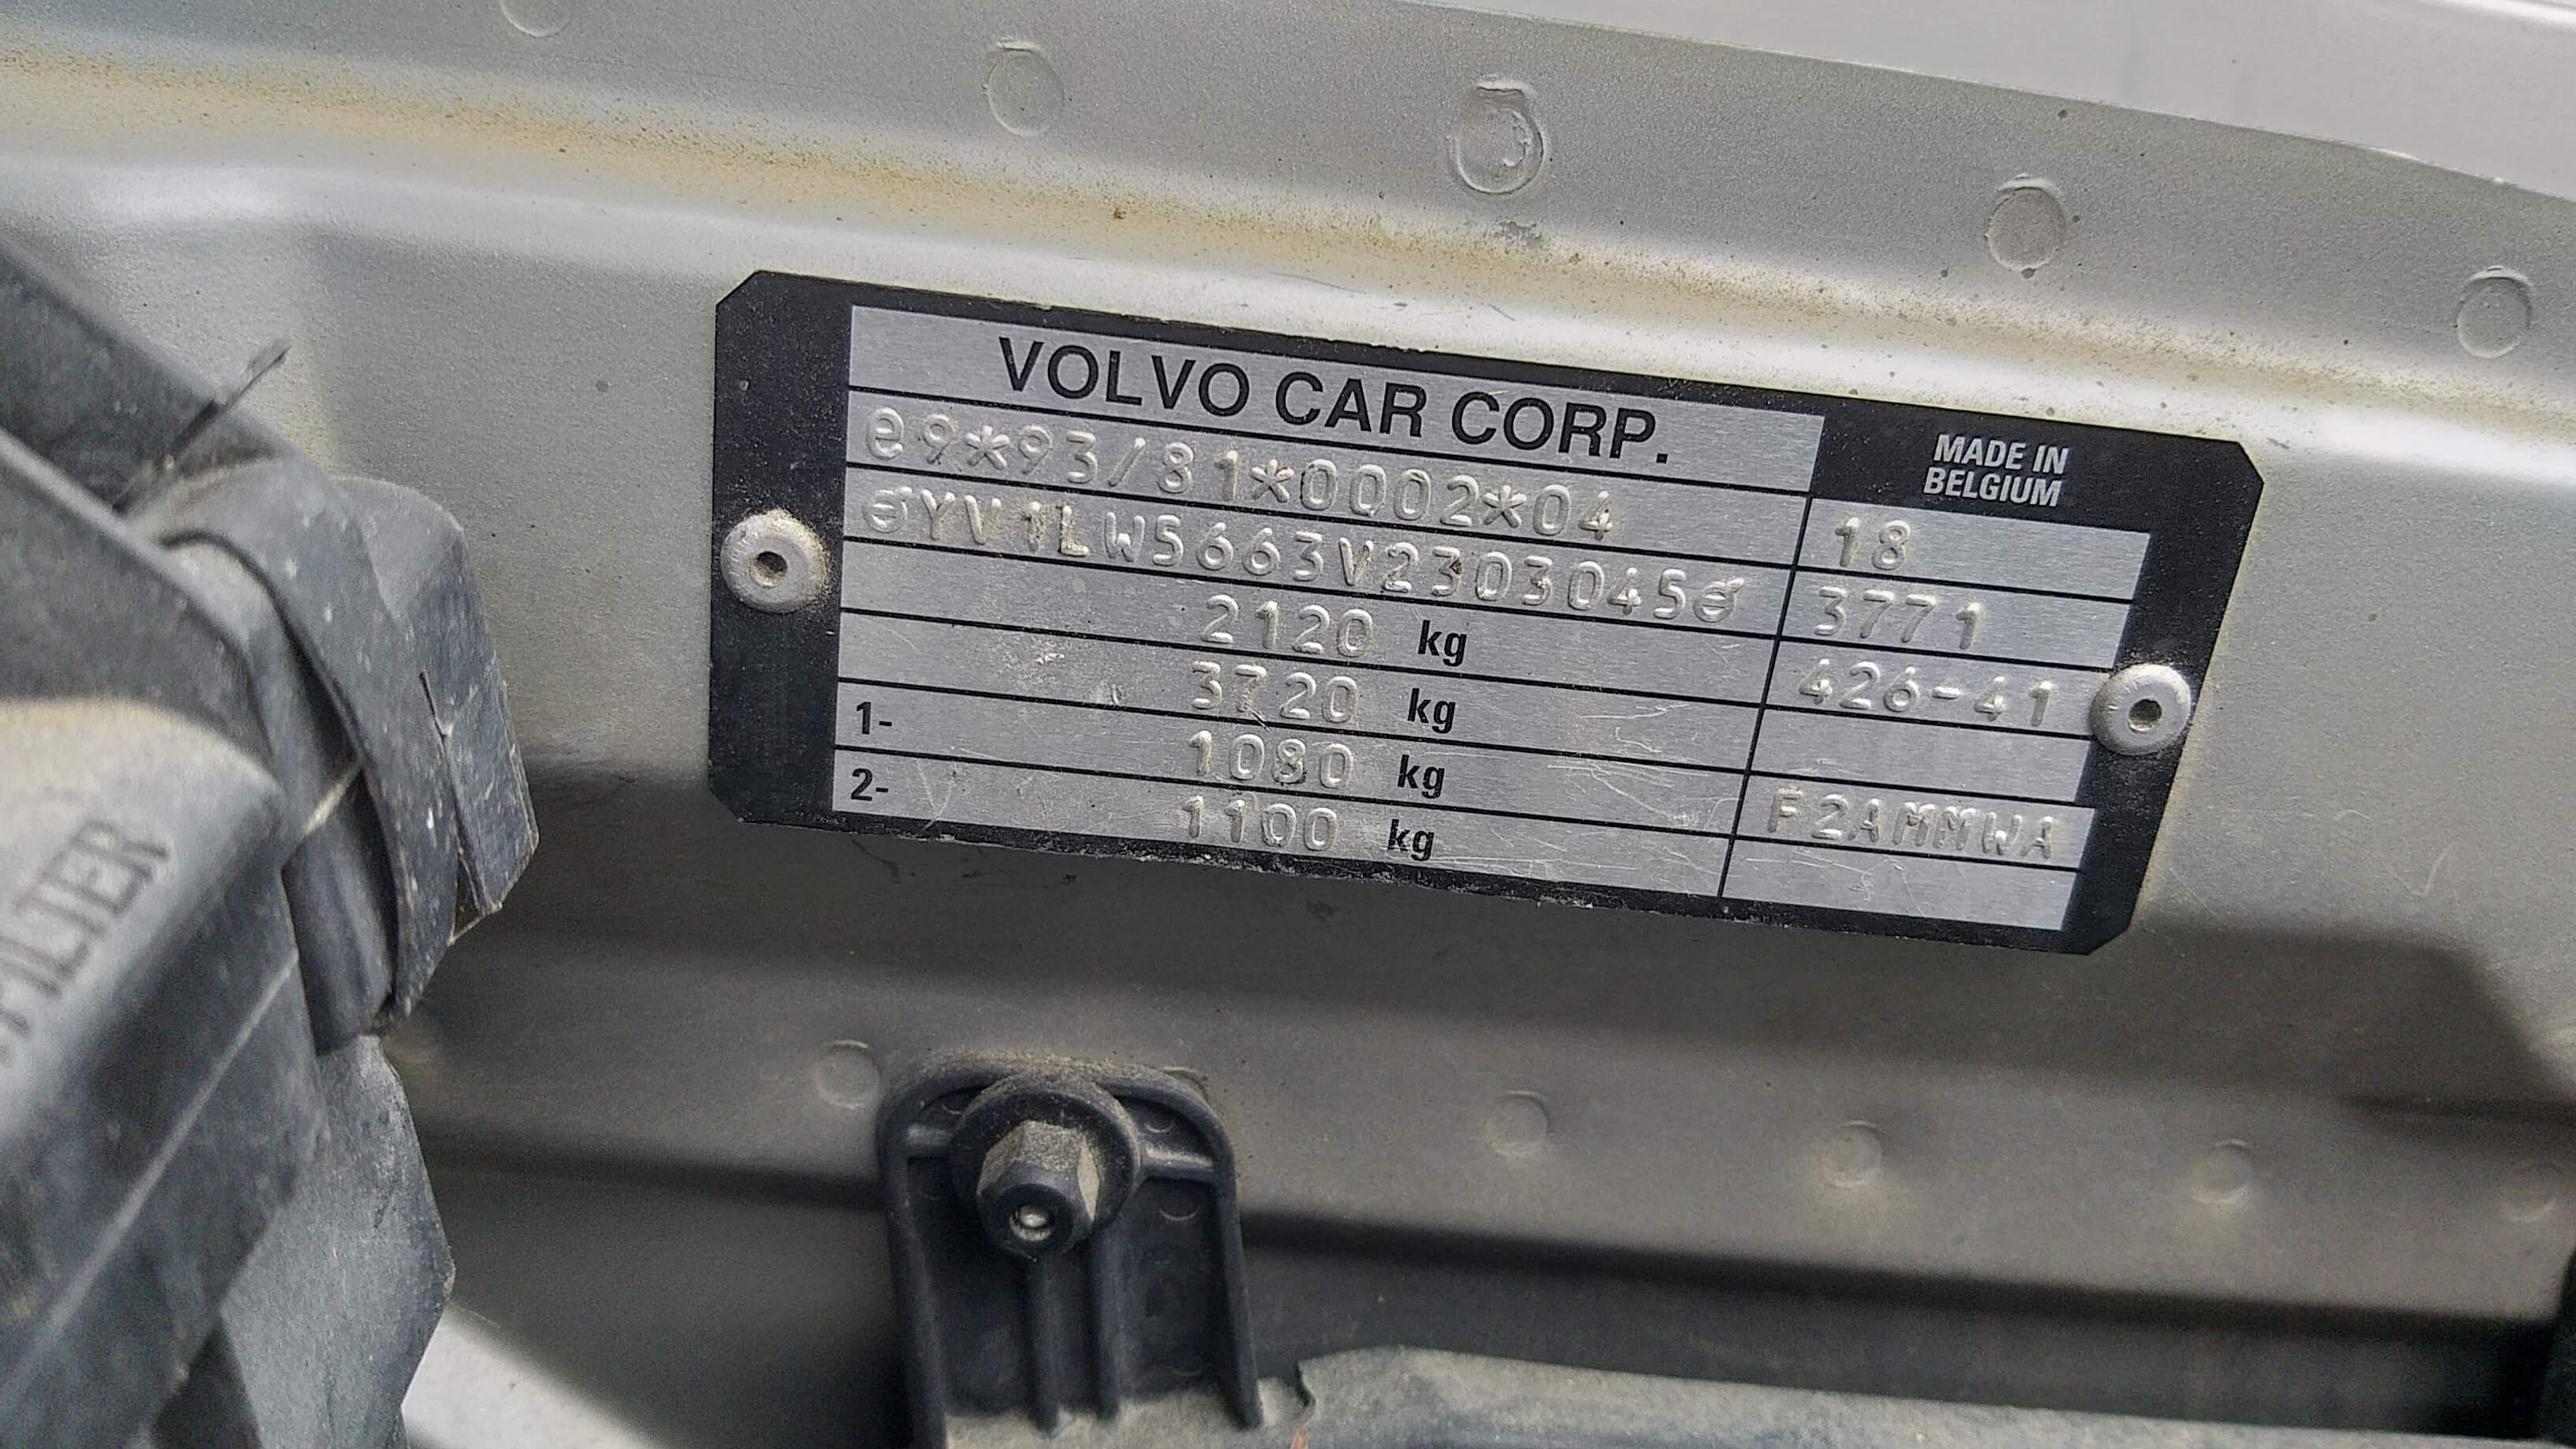 VOLVO CAR CORP.
MADE IN
BELGIUM
e9*93/81*0002*04
18
YV1LW5663V2303045
3771
2120 kg
426-41
3720 kg
1- 1080 kg
F2AMMWA
2- 1100 kg
FILTER